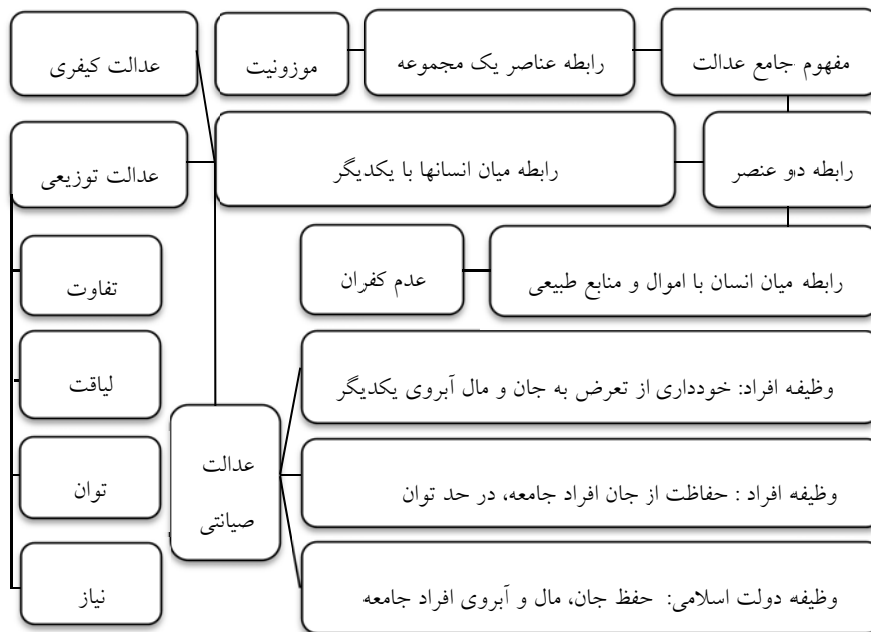 مفهوم جامع عدالت
رابطه عناصر یک مجموعه
موزونیت
عدالت کیفری
رابطه دو عنصر
رابطه میان انسانها با یکدیگر
عدالت توزیعی
رابطه میان انسان با اموال و منابع طبیعی
عدم کفران
تفاوت
وظیفه افراد: خودداری از تعرض به جان و مال آبروی یکدیگر
لیاقت
عدالت
صیانتی
وظیفه افراد : حفاظت از جان افراد جامعه، در حد توان
توان
وظیفه دولت اسلامی: حفظ جان، مال و آبروی افراد جامعه
نیاز